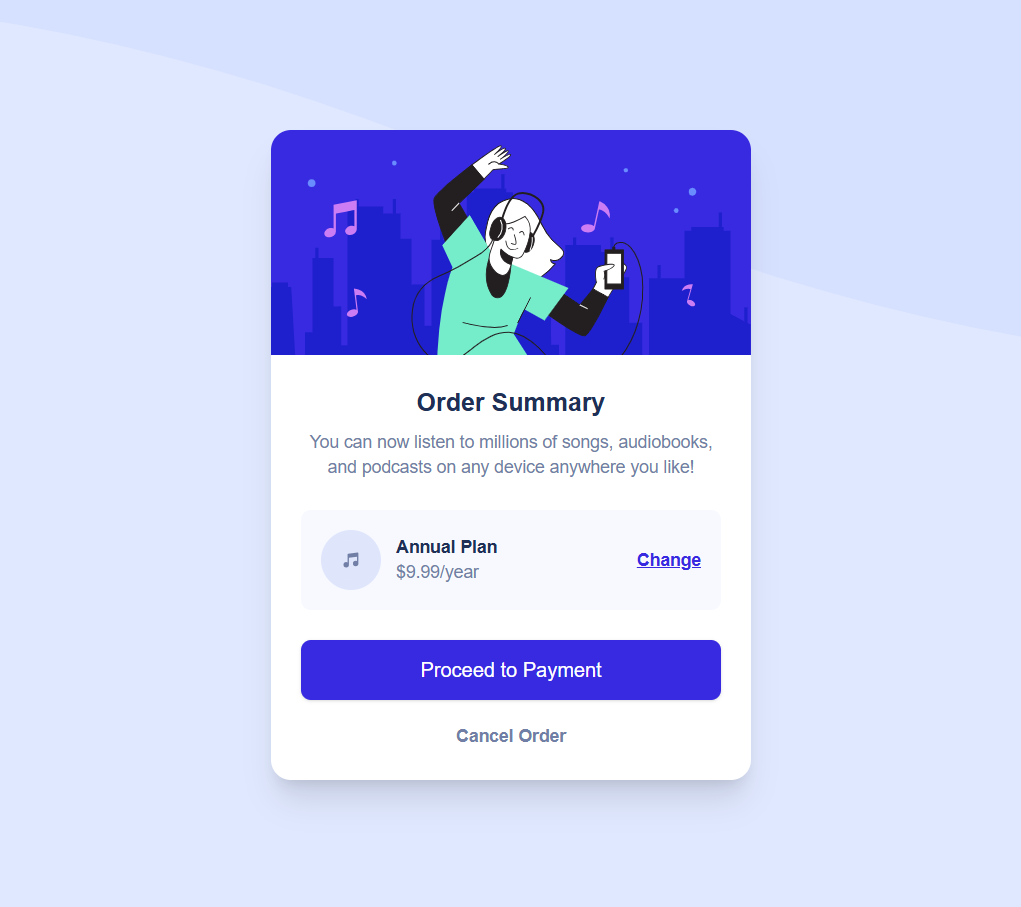 Order Summary
You can now listen to millions of songs, audiobooks,
and podcasts on any device anywhere you like!
Annual Plan
$9.99/year
Change
Proceed to Payment
Cancel Order